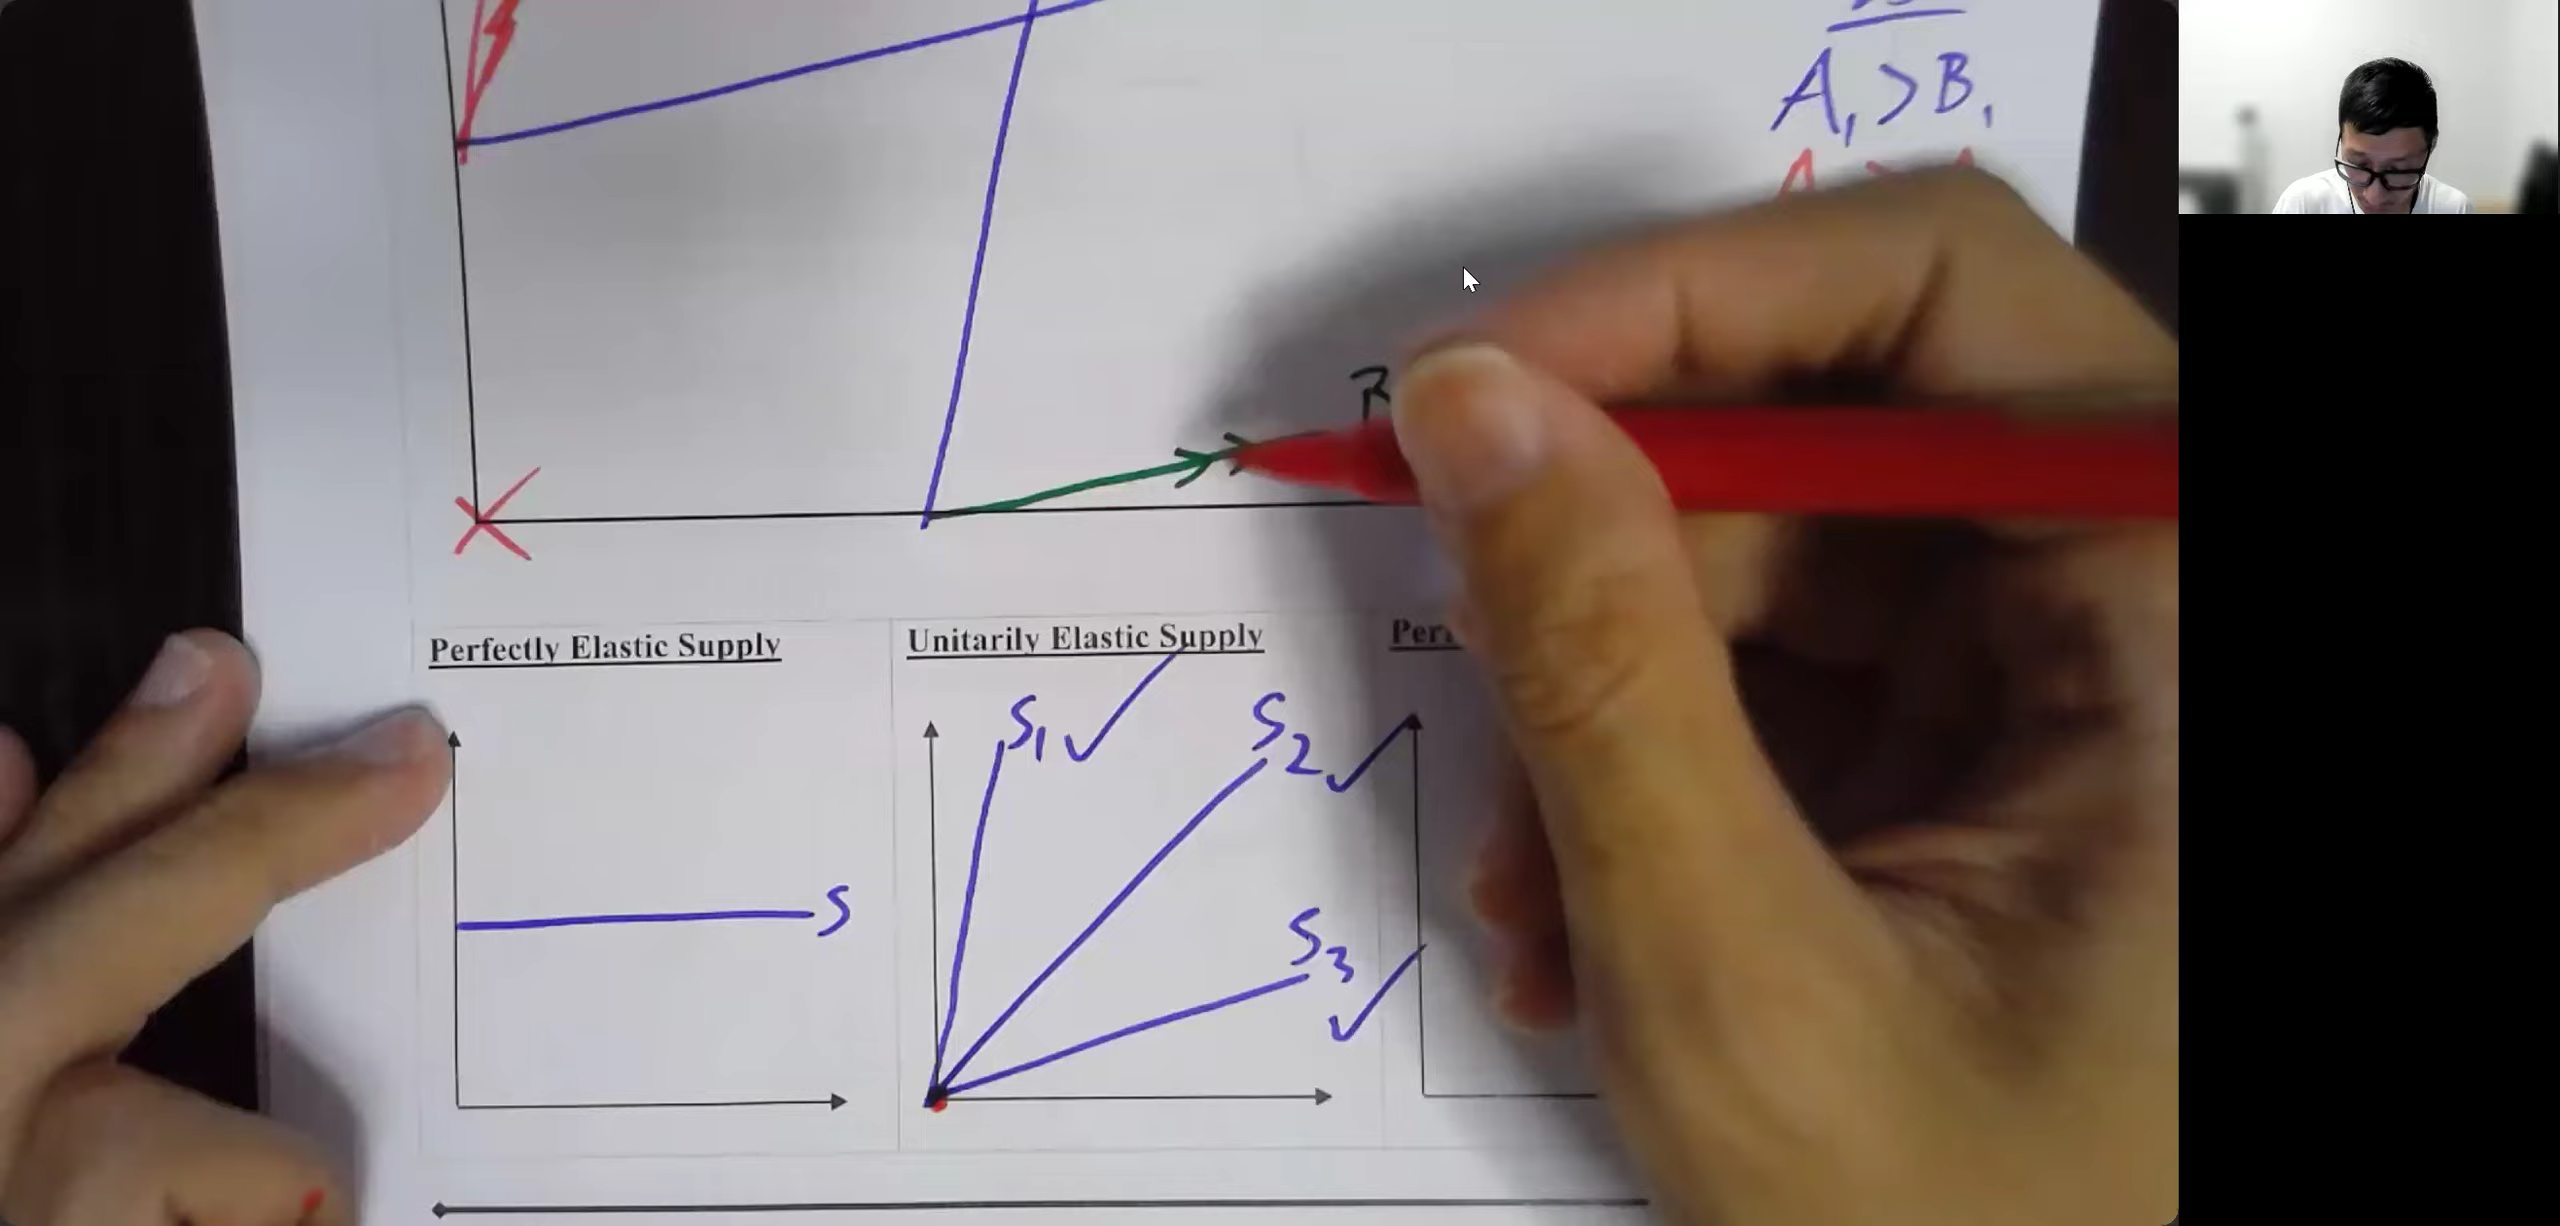 A₁ > B₁
Perfectly Elastic Supply
Unitarily Elastic Supply
S
S₁ ✓
S₂ ✓
S₃ ✓